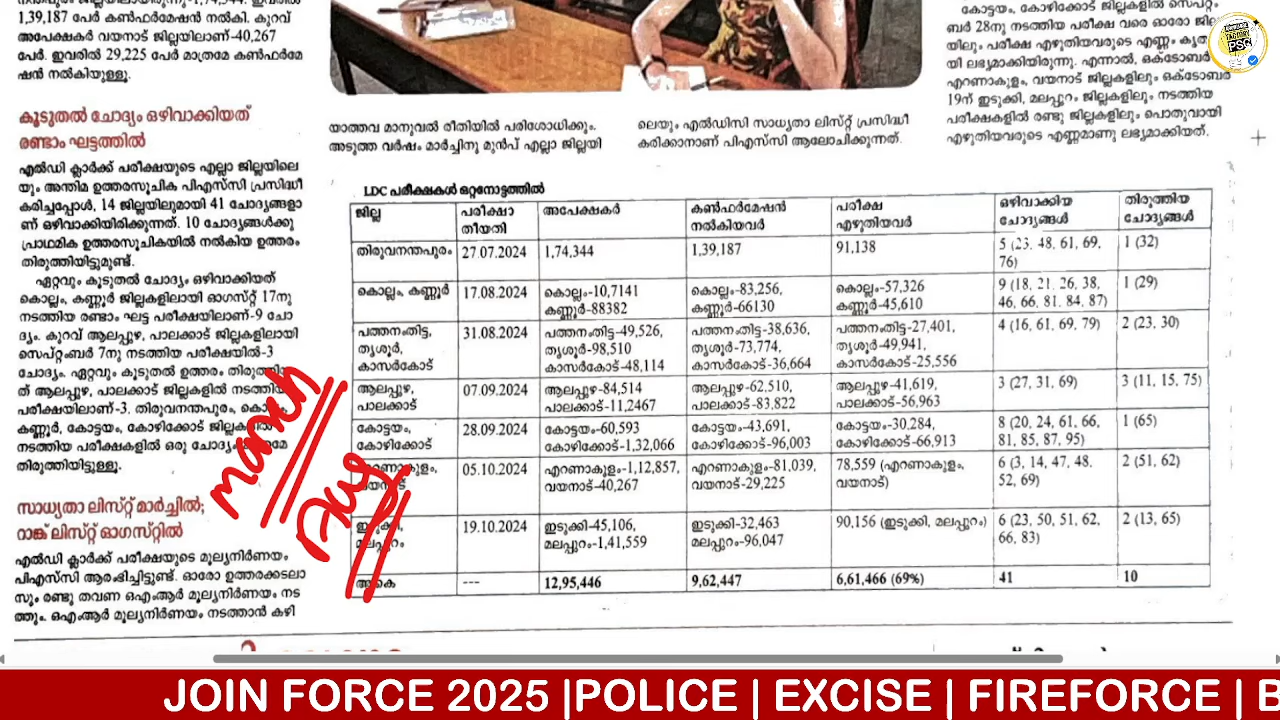 1,39,187 പേർ കൺഫർമേഷൻ നൽകി. കുറവ്
അപേക്ഷകർ വയനാട് ജില്ലയിലാണ്-40,267
പേർ. ഇവരിൽ 29,225 പേർ മാത്രമേ കൺഫർമേ
ഷൻ നൽകിയുള്ളൂ.
കൂടുതൽ ചോദ്യം ഒഴിവാക്കിയത്
രണ്ടാം ഘട്ടത്തിൽ
എൽഡി ക്ലാർക്ക് പരീക്ഷയുടെ എല്ലാ ജില്ലയിലെ
യും അന്തിമ ഉത്തരസൂചിക പിഎസ്‌സി പ്രസിദ്ധീ
കരിച്ചപ്പോൾ, 14 ജില്ലയിലുമായി 41 ചോദ്യങ്ങളാ
ണ് ഒഴിവാക്കിയിരിക്കുന്നത്. 10 ചോദ്യങ്ങൾക്കു
പ്രാഥമിക ഉത്തരസൂചികയിൽ നൽകിയ ഉത്തരം
തിരുത്തിയിട്ടുമുണ്ട്.
ഏറ്റവും കൂടുതൽ ചോദ്യം ഒഴിവാക്കിയത്
കൊല്ലം, കണ്ണൂർ ജില്ലകളിലായി ഓഗസ്റ്റ് 17നു
നടത്തിയ രണ്ടാം ഘട്ട പരീക്ഷയിലാണ്-9 ചോ
ദ്യം. കുറവ് ആലപ്പുഴ, പാലക്കാട് ജില്ലകളിലായി
സെപ്റ്റംബർ 7നു നടത്തിയ പരീക്ഷയിൽ-3
ചോദ്യം. ഏറ്റവും കൂടുതൽ ഉത്തരം
ത് ആലപ്പുഴ, പാലക്കാട് ജില്ലകളിൽ
പരീക്ഷയിലാണ്-3. തിരുവനന്തപുരം,
കണ്ണൂർ, കോട്ടയം, കോഴിക്കോട്
നടത്തിയ പരീക്ഷകളിൽ ഒരു ചോദ്യം
തിരുത്തിയിട്ടുള്ളൂ.
സാധ്യതാ ലിസ്റ്റ് മാർച്ചിൽ;
റാങ്ക് ലിസ്റ്റ് ഓഗസ്റ്റിൽ
എൽഡി ക്ലാർക്ക് പരീക്ഷയുടെ മൂല്യനിർണയം
പിഎസ്‌സി ആരംഭിച്ചിട്ടുണ്ട്. ഓരോ ഉത്തരക്കടലാ
സും രണ്ടു തവണ ഒഎംആർ മൂല്യനിർണയം നട
ത്തും. ഒഎംആർ മൂല്യനിർണയം നടത്താൻ കഴി
യാത്തവ മാനുവൽ രീതിയിൽ പരിശോധിക്കും.
അടുത്ത വർഷം മാർച്ചിനു മുൻപ് എല്ലാ ജില്ലയി
ലെയും എൽഡിസി സാധ്യതാ ലിസ്റ്റ് പ്രസിദ്ധീ
കരിക്കാനാണ് പിഎസ്‌സി ആലോചിക്കുന്നത്.
കോട്ടയം, കോഴിക്കോട് ജില്ലകളിൽ സെപ്റ്റം
ബർ 28നു നടത്തിയ പരീക്ഷ വരെ ഓരോ
യിലും പരീക്ഷ എഴുതിയവരുടെ എണ്ണം
യി ലഭ്യമാക്കിയിരുന്നു. എന്നാൽ, ഒക്ടോബർ
എറണാകുളം, വയനാട് ജില്ലകളിലും ഒക്ടോബർ
19ന് ഇടുക്കി, മലപ്പുറം ജില്ലകളിലും നടത്തിയ
പരീക്ഷകളിൽ രണ്ടു ജില്ലകളിലും പൊതുവായി
എഴുതിയവരുടെ എണ്ണമാണു ലഭ്യമാക്കിയത്.
LDC പരീക്ഷകൾ ഒറ്റനോട്ടത്തിൽ
ജില്ല പരീക്ഷാ തീയതി അപേക്ഷകർ കൺഫർമേഷൻ നൽകിയവർ പരീക്ഷ എഴുതിയവർ ഒഴിവാക്കിയ ചോദ്യങ്ങൾ തിരുത്തിയ ചോദ്യങ്ങൾ
തിരുവനന്തപുരം 27.07.2024 1,74,344 1,39,187 91,138 5 (23, 48, 61, 69, 76) 1 (32)
കൊല്ലം, കണ്ണൂർ 17.08.2024 കൊല്ലം-10,7141 കണ്ണൂർ-88382 കൊല്ലം-83,256, കണ്ണൂർ-66130 കൊല്ലം-57,326 കണ്ണൂർ-45,610 9 (18, 21, 26, 38, 46, 66, 81, 84, 87) 1 (29)
പത്തനംതിട്ട, തൃശൂർ, കാസർകോട് 31.08.2024 പത്തനംതിട്ട-49,526, തൃശൂർ-98,510 കാസർകോട്-48,114 പത്തനംതിട്ട-38,636, തൃശൂർ-73,774, കാസർകോട്-36,664 പത്തനംതിട്ട-27,401, തൃശൂർ-49,941, കാസർകോട്-25,556 4 (16, 61, 69, 79) 2 (23, 30)
ആലപ്പുഴ, പാലക്കാട് 07.09.2024 ആലപ്പുഴ-84,514 പാലക്കാട്-11,2467 ആലപ്പുഴ-62,510, പാലക്കാട്-83,822 ആലപ്പുഴ-41,619, പാലക്കാട്-56,963 3 (27, 31, 69) 3 (11, 15, 75)
കോട്ടയം, കോഴിക്കോട് 28.09.2024 കോട്ടയം-60,593 കോഴിക്കോട്-1,32,066 കോട്ടയം-43,691, കോഴിക്കോട്-96,003 കോട്ടയം-30,284, കോഴിക്കോട്-66,913 8 (20, 24, 61, 66, 81, 85, 87, 95) 1 (65)
എറണാകുളം, വയനാട് 05.10.2024 എറണാകുളം-1,12,857, വയനാട്-40,267 എറണാകുളം-81,039, വയനാട്-29,225 78,559 (എറണാകുളം, വയനാട്) 6 (3, 14, 47, 48, 52, 69) 2 (51, 62)
ഇടുക്കി, മലപ്പുറം 19.10.2024 ഇടുക്കി-45,106, മലപ്പുറം-1,41,559 ഇടുക്കി-32,463 മലപ്പുറം-96,047 90,156 (ഇടുക്കി, മലപ്പുറം) 6 (23, 50, 51, 62, 66, 83) 2 (13, 65)
ആകെ --- 12,95,446 9,62,447 6,61,466 (69%) 41 10
march
PSC
JOIN FORCE 2025 |POLICE | EXCISE | FIREFORCE | B